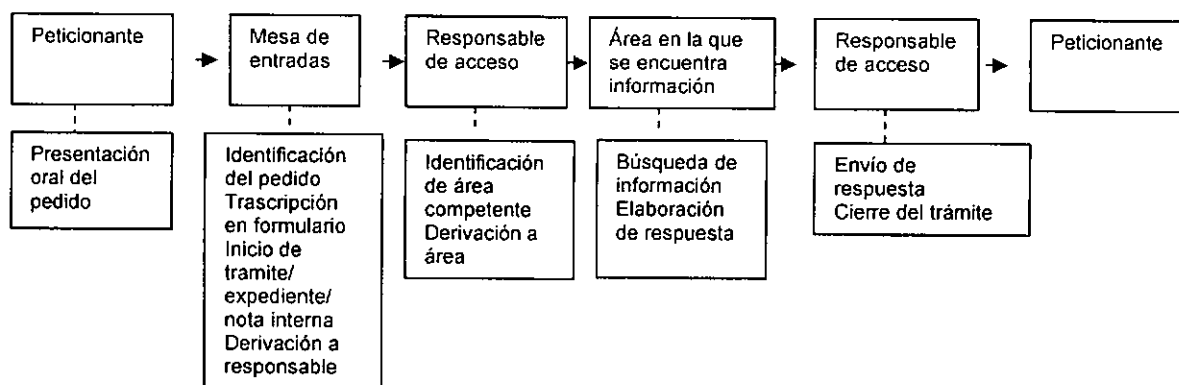 Peticionante
Mesa de
entradas
Responsable
de acceso
Área en la que
se encuentra
información
Responsable
de acceso
Peticionante
Presentación
oral del
pedido
Identificación
del pedido
Trascripción
en formulario
Inicio de
tramite/
expediente/
nota interna
Derivación a
responsable
Identificación
de área
competente
Derivación a
área
Búsqueda de
información
Elaboración
de respuesta
Envío de
respuesta
Cierre del trámite